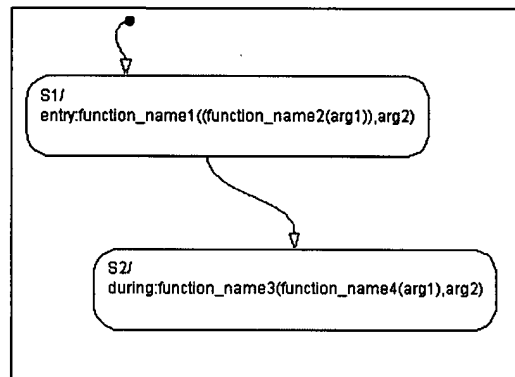 S1/
entry:function_name1((function_name2(arg1)),arg2)
S2/
during:function_name3(function_name4(arg1),arg2)